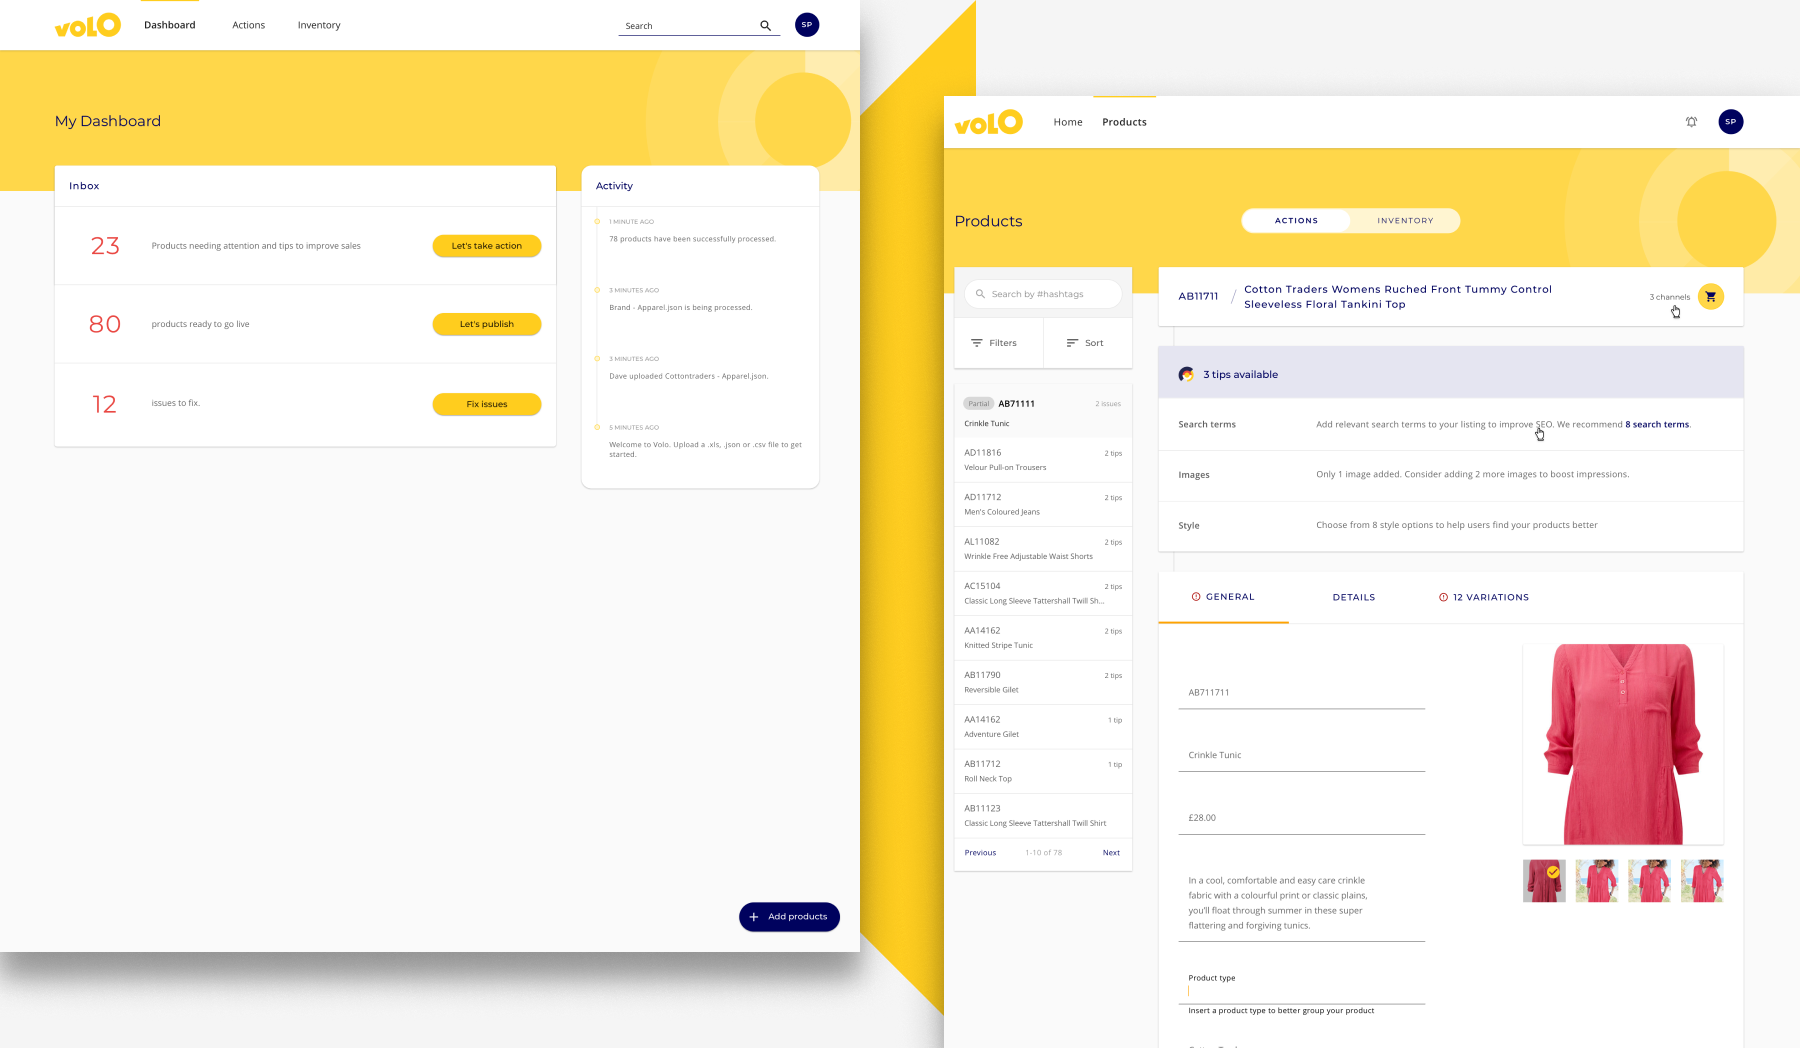 volo
Dashboard
Actions
Inventory
Search
SP
My Dashboard
Inbox
23
Products needing attention and tips to improve sales
Let's take action
80
products ready to go live
Let's publish
12
issues to fix.
Fix issues
Activity
1 MINUTE AGO
78 products have been successfully processed.
3 MINUTES AGO
Brand - Apparel.json is being processed.
3 MINUTES AGO
Dave uploaded Cottontraders - Apparel.json.
5 MINUTES AGO
Welcome to Volo. Upload a .xls, .json or .csv file to get
started.
+ Add products
volo
Home
Products
SP
Products
ACTIONS
INVENTORY
Search by #hashtags
Filters
Sort
Partial AB71111
2 issues
Crinkle Tunic
AD11816
2 tips
Velour Pull-on Trousers
AD11712
2 tips
Men's Coloured Jeans
AL11082
2 tips
Wrinkle Free Adjustable Waist Shorts
AC15104
2 tips
Classic Long Sleeve Tattershall Twill Sh...
AA14162
2 tips
Knitted Stripe Tunic
AB11790
2 tips
Reversible Gilet
AA14162
1 tip
Adventure Gilet
AB11712
1 tip
Roll Neck Top
AB11123
Classic Long Sleeve Tattershall Twill Shirt
Previous
1-10 of 78
Next
AB11711 /
Cotton Traders Womens Ruched Front Tummy Control
Sleeveless Floral Tankini Top
3 channels
3 tips available
Search terms
Add relevant search terms to your listing to improve SEO. We recommend 8 search terms.
Images
Only 1 image added. Consider adding 2 more images to boost impressions.
Style
Choose from 8 style options to help users find your products better
GENERAL
DETAILS
12 VARIATIONS
AB711711
Crinkle Tunic
£28.00
In a cool, comfortable and easy care crinkle
fabric with a colourful print or classic plains,
you'll float through summer in these super
flattering and forgiving tunics.
Product type
Insert a product type to better group your product